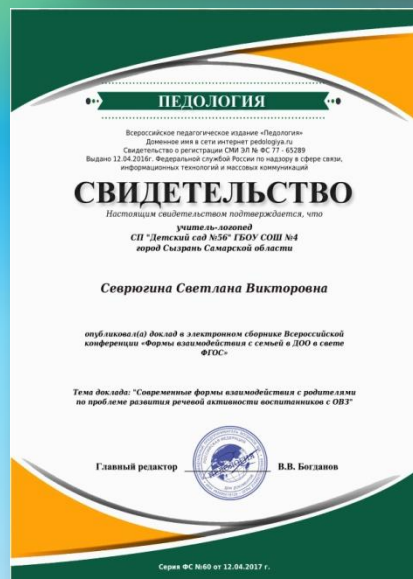 ПЕДОЛОГИЯ
Всероссийское педагогическое издание «Педология»
Доменное имя в сети интернет pedologiya.ru
Свидетельство о регистрации СМИ ЭЛ № ФС 77 - 65289
Выдано 12.04.2016г. Федеральной службой России по надзору в сфере связи,
информационных технологий и массовых коммуникаций
СВИДЕТЕЛЬСТВО
Настоящим свидетельством подтверждается, что
учитель-логопед
СП "Детский сад №56" ГБОУ СОШ №4
город Сызрань Самарской области
Севрюгина Светлана Викторовна
опубликовал(а) доклад в электронном сборнике Всероссийской
конференции «Формы взаимодействия с семьей в ДОО в свете
ФГОС»
Тема доклада: "Современные формы взаимодействия с родителями
по проблеме развития речевой активности воспитанников с ОВЗ"
Главный редактор В.В. Богданов
ПЕДОЛОГИЯ
Серия ФС №60 от 12.04.2017 г.